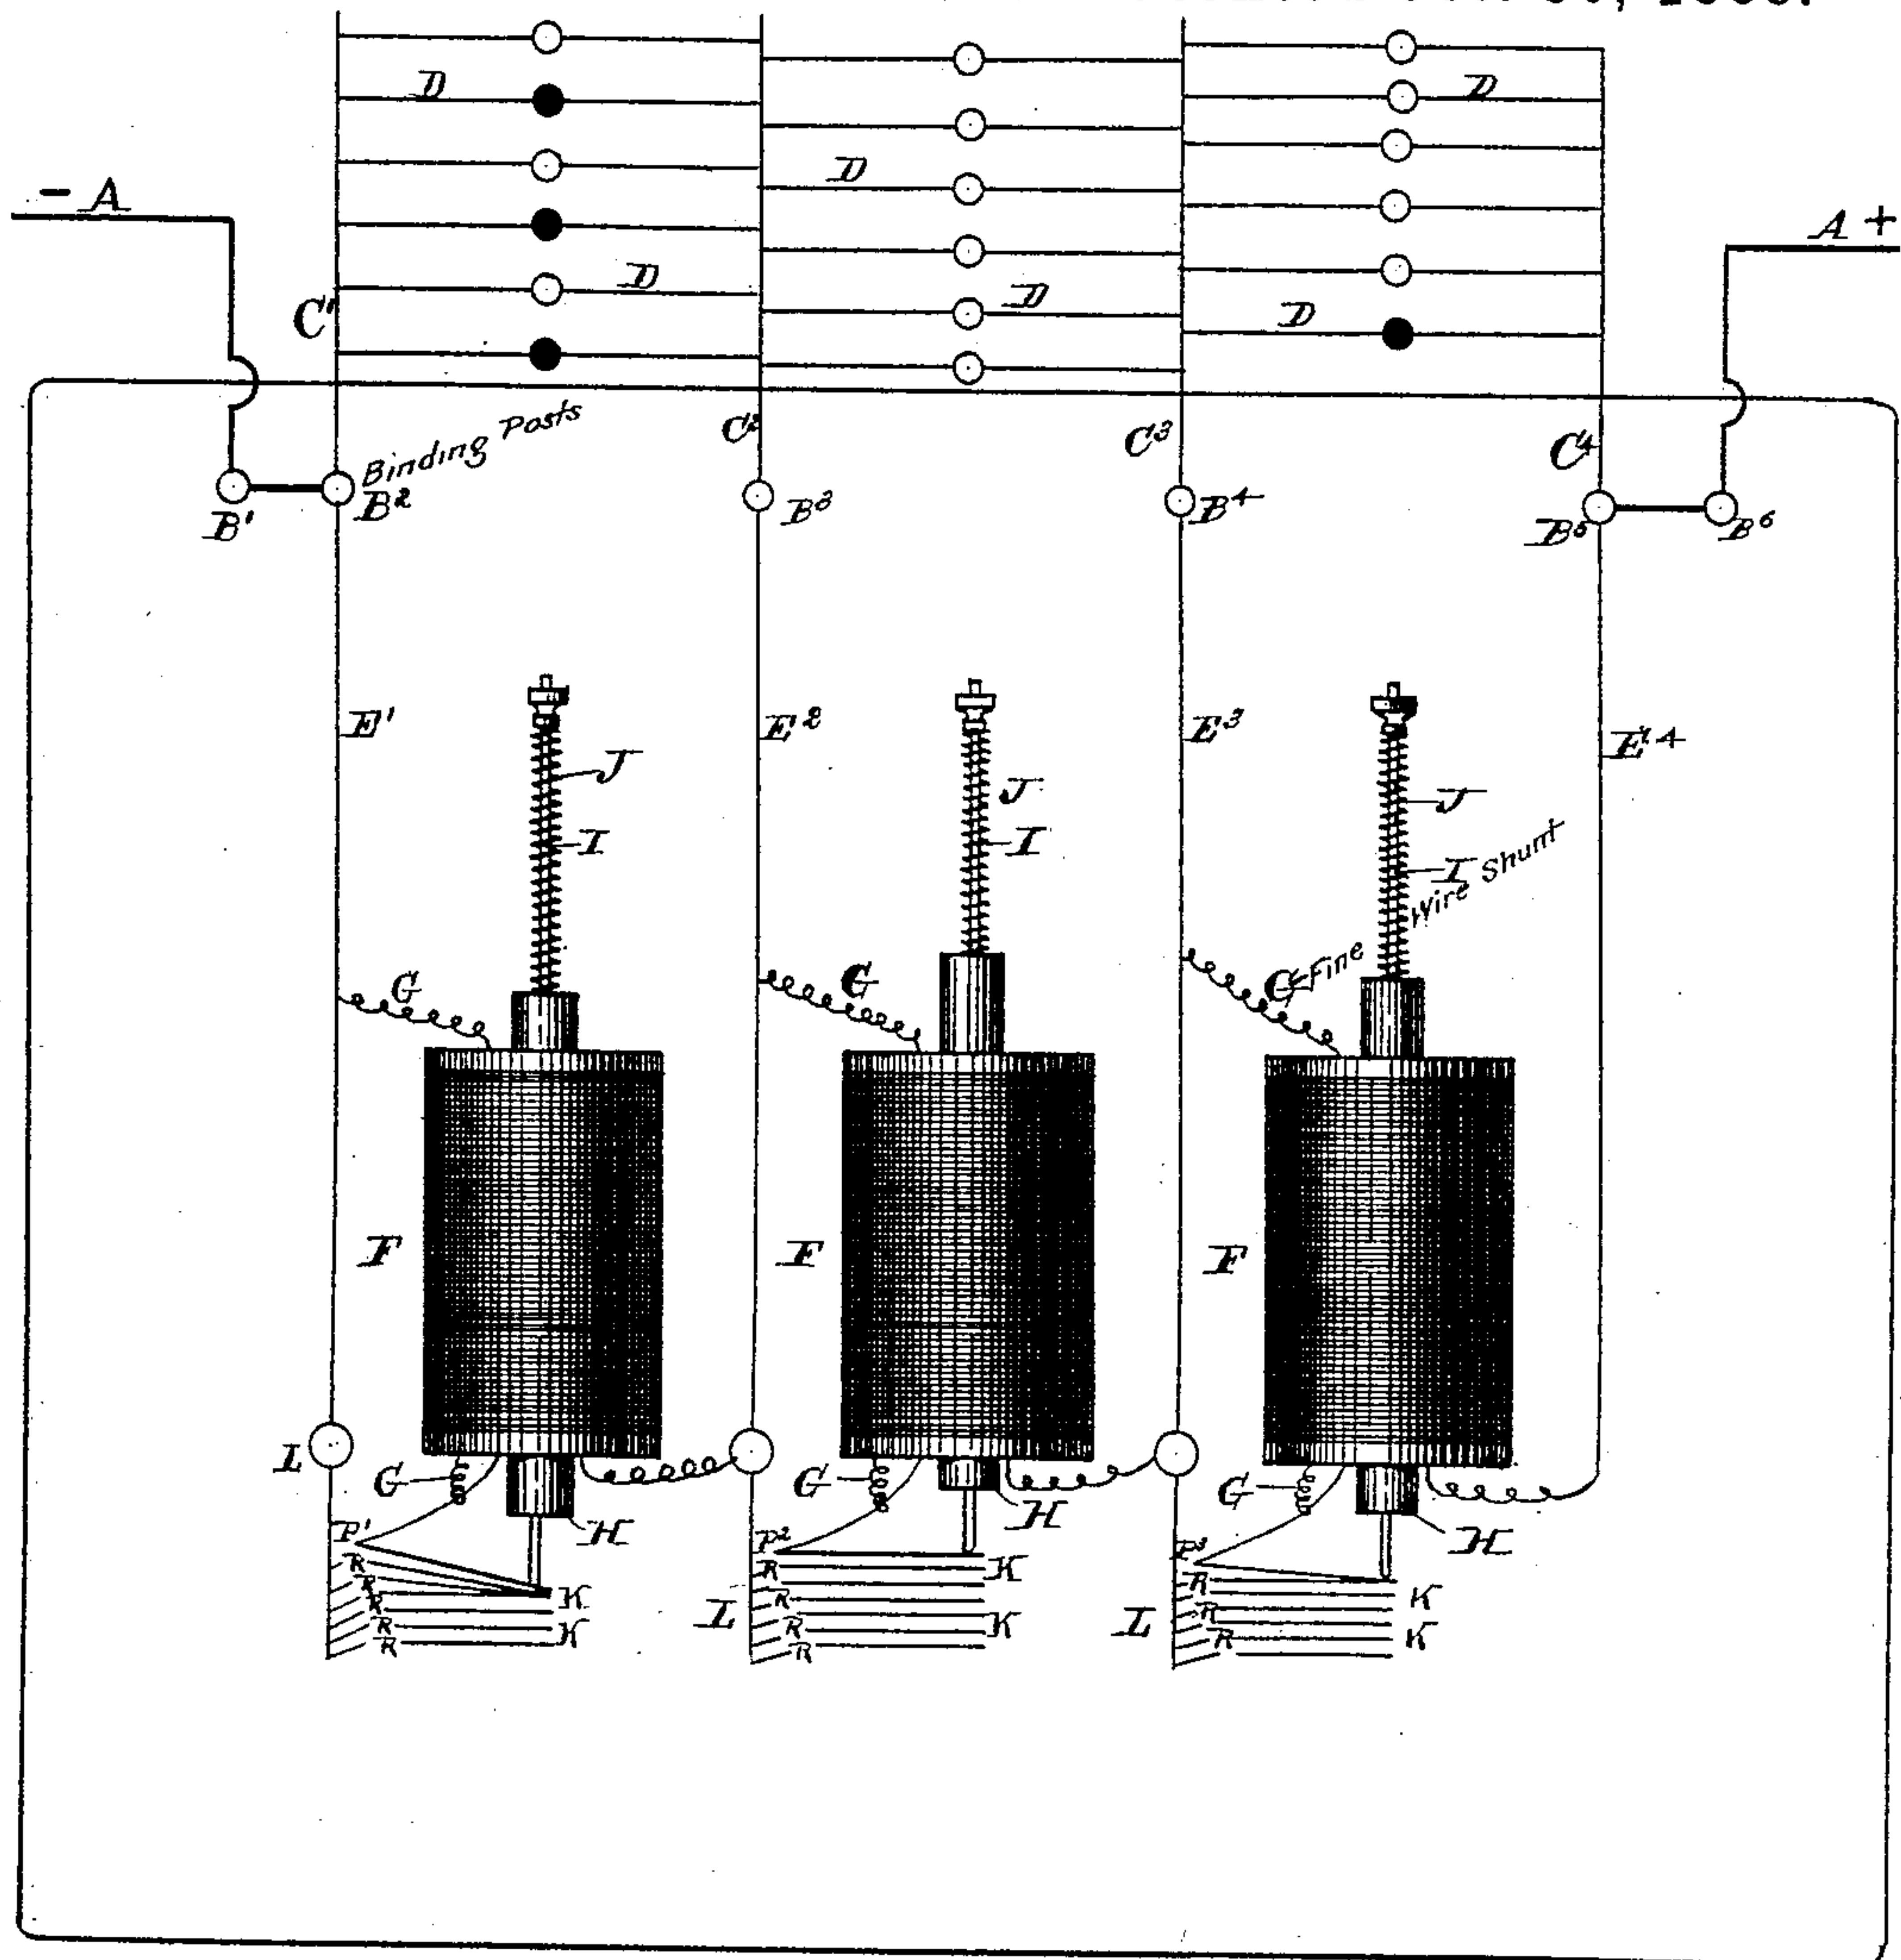 D
D
- A
D
A +
D
D
D
C'
Binding Posts
C2
C3
C4
B'
B2
B3
B4
B5
B6
E'
E2
E3
E4
J
J
J
I
I
I
G
G
G Fine Wire Shunt
F
F
F
L
G
G
G
H
H
H
P'
P2
P3
R
R
R
R
R
K
K
R
R
R
R
K
K
R
R
R
K
K
L
L